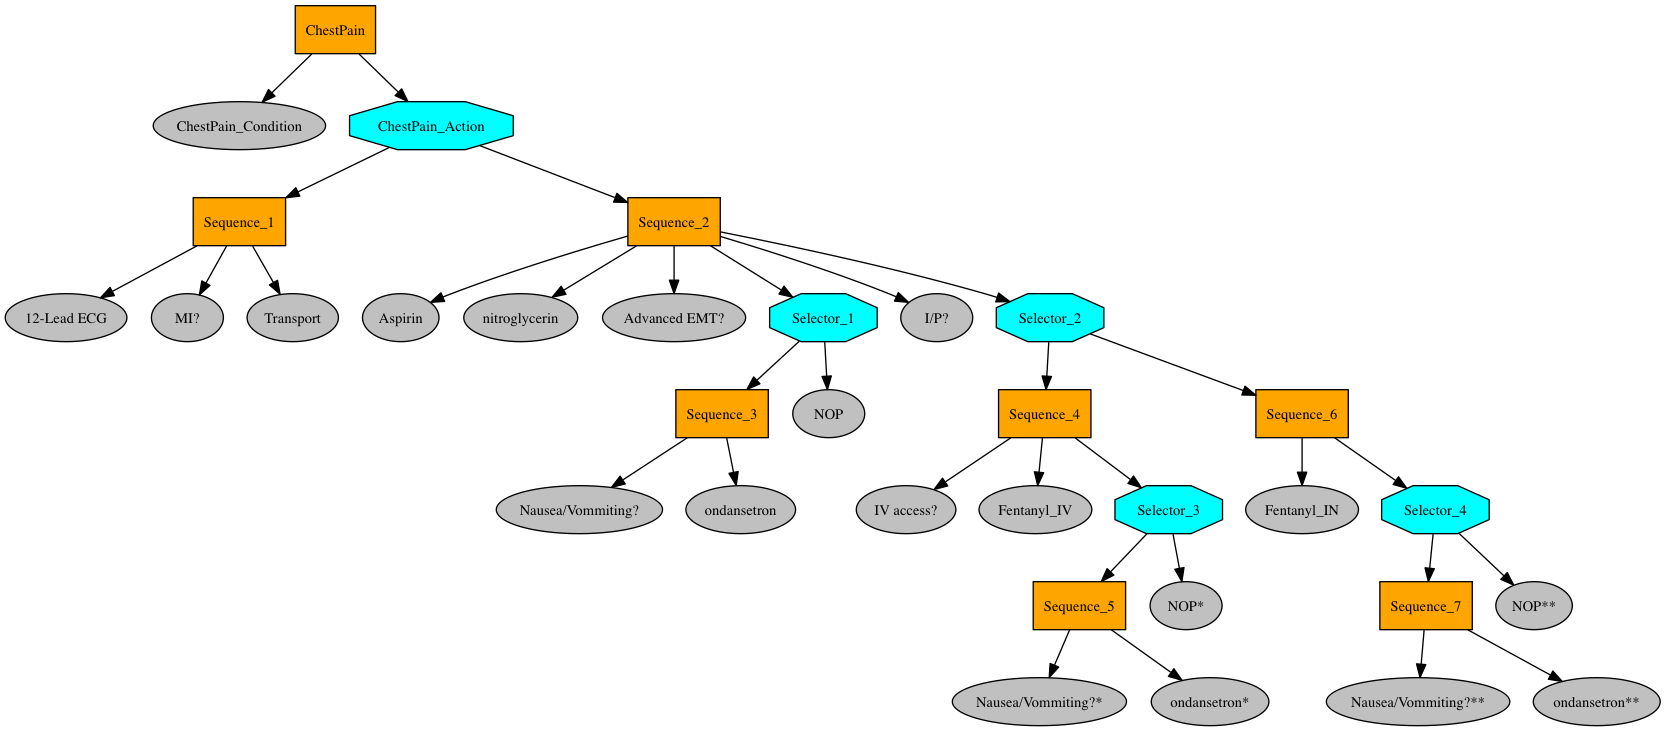 ChestPain
ChestPain_Condition
ChestPain_Action
Sequence_1
Sequence_2
12-Lead ECG
MI?
Transport
Aspirin
nitroglycerin
Advanced EMT?
Selector_1
I/P?
Selector_2
Sequence_3
NOP
Sequence_4
Sequence_6
Nausea/Vommiting?
ondansetron
IV access?
Fentanyl_IV
Selector_3
Fentanyl_IN
Selector_4
Sequence_5
NOP*
Sequence_7
NOP**
Nausea/Vommiting?*
ondansetron*
Nausea/Vommiting?**
ondansetron**